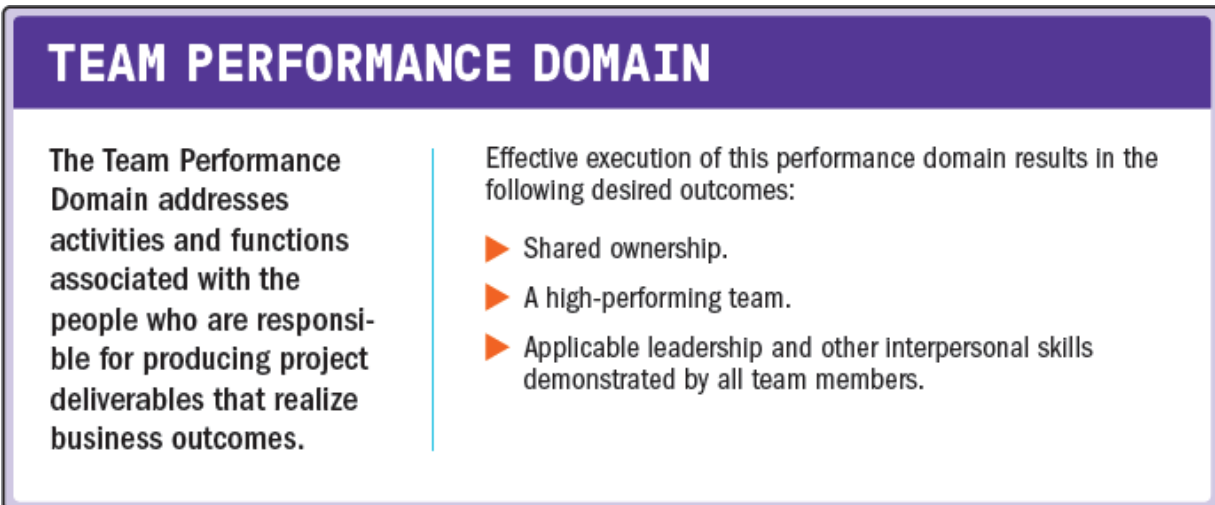 TEAM PERFORMANCE DOMAIN
The Team Performance
Domain addresses
activities and functions
associated with the
people who are responsi-
ble for producing project
deliverables that realize
business outcomes.
Effective execution of this performance domain results in the
following desired outcomes:
Shared ownership.
A high-performing team.
Applicable leadership and other interpersonal skills
demonstrated by all team members.